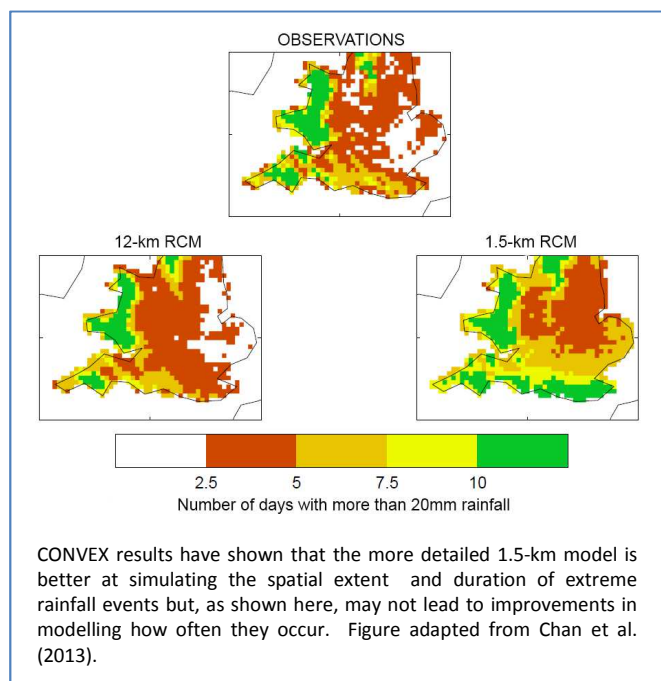 OBSERVATIONS
12-km RCM
1.5-km RCM
2.5 5 7.5 10
Number of days with more than 20mm rainfall
CONVEX results have shown that the more detailed 1.5-km model is
better at simulating the spatial extent and duration of extreme
rainfall events but, as shown here, may not lead to improvements in
modelling how often they occur. Figure adapted from Chan et al.
(2013).